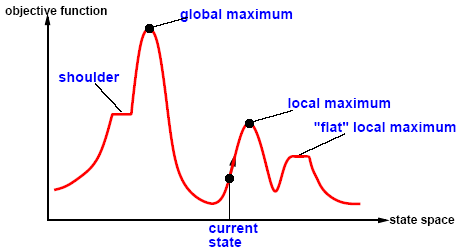 objective function
global maximum
shoulder
local maximum
"flat" local maximum
current
state
state space